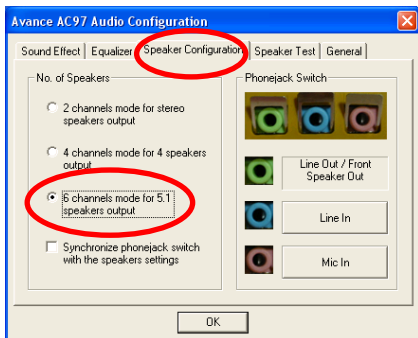 Avance AC97 Audio Configuration
Sound Effect
Equalizer
Speaker Configuration
Speaker Test
General
No. of Speakers
2 channels mode for stereo
speakers output
4 channels mode for 4 speakers
output
6 channels mode for 5.1
speakers output
Synchronize phonejack switch
with the speakers settings
Phonejack Switch
Line Out / Front
Speaker Out
Line In
Mic In
OK